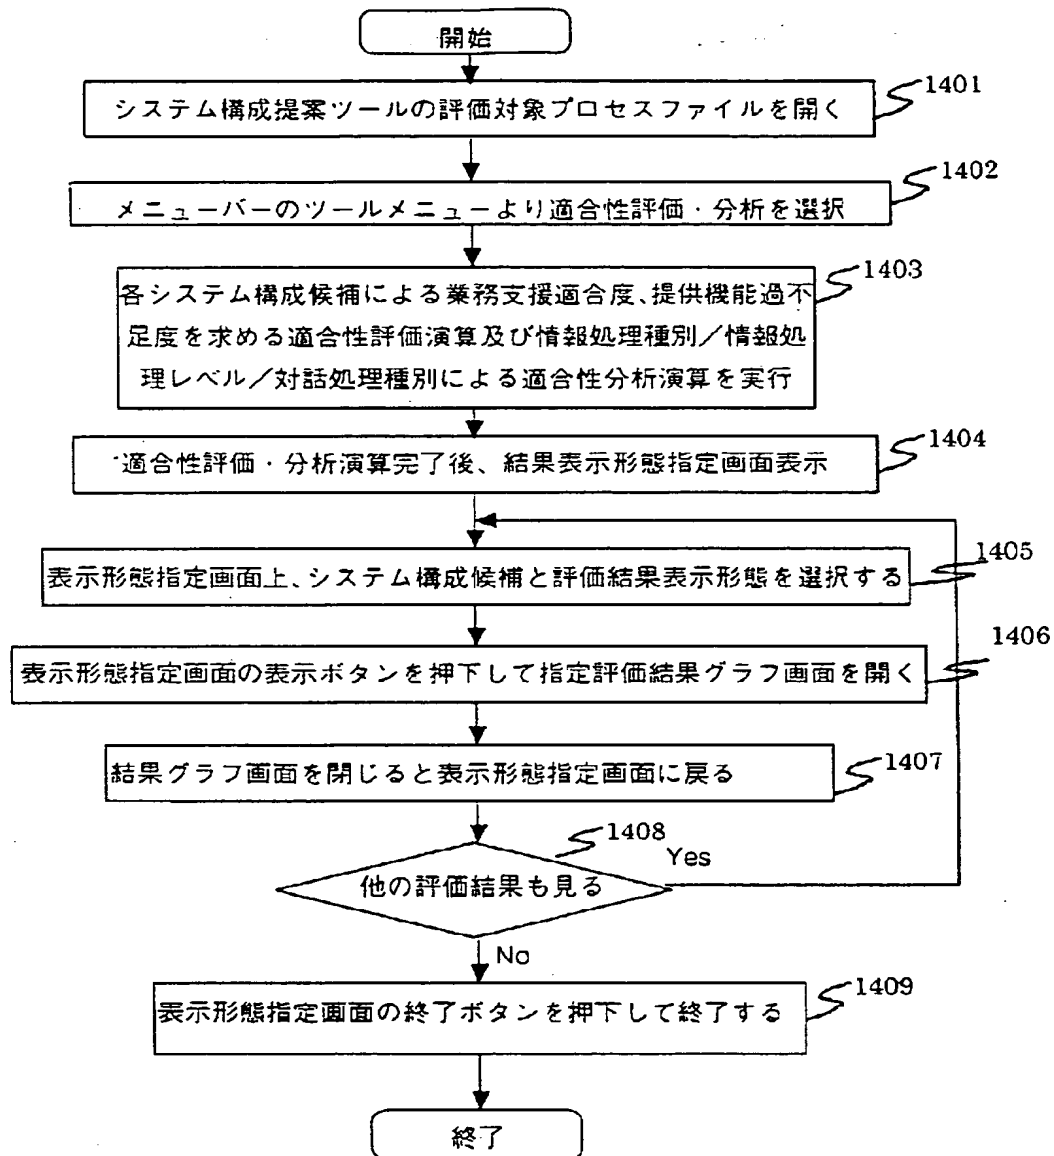 開始
1401
システム構成提案ツールの評価対象プロセスファイルを開く
1402
メニューバーのツールメニューより適合性評価・分析を選択
1403
各システム構成候補による業務支援適合度、提供機能過不
足度を求める適合性評価演算及び情報処理種別／情報処
理レベル／対話処理種別による適合性分析演算を実行
1404
適合性評価・分析演算完了後、結果表示形態指定画面表示
1405
表示形態指定画面上、システム構成候補と評価結果表示形態を選択する
1406
表示形態指定画面の表示ボタンを押下して指定評価結果グラフ画面を開く
1407
結果グラフ画面を閉じると表示形態指定画面に戻る
1408
Yes
他の評価結果も見る
No
1409
表示形態指定画面の終了ボタンを押下して終了する
終了